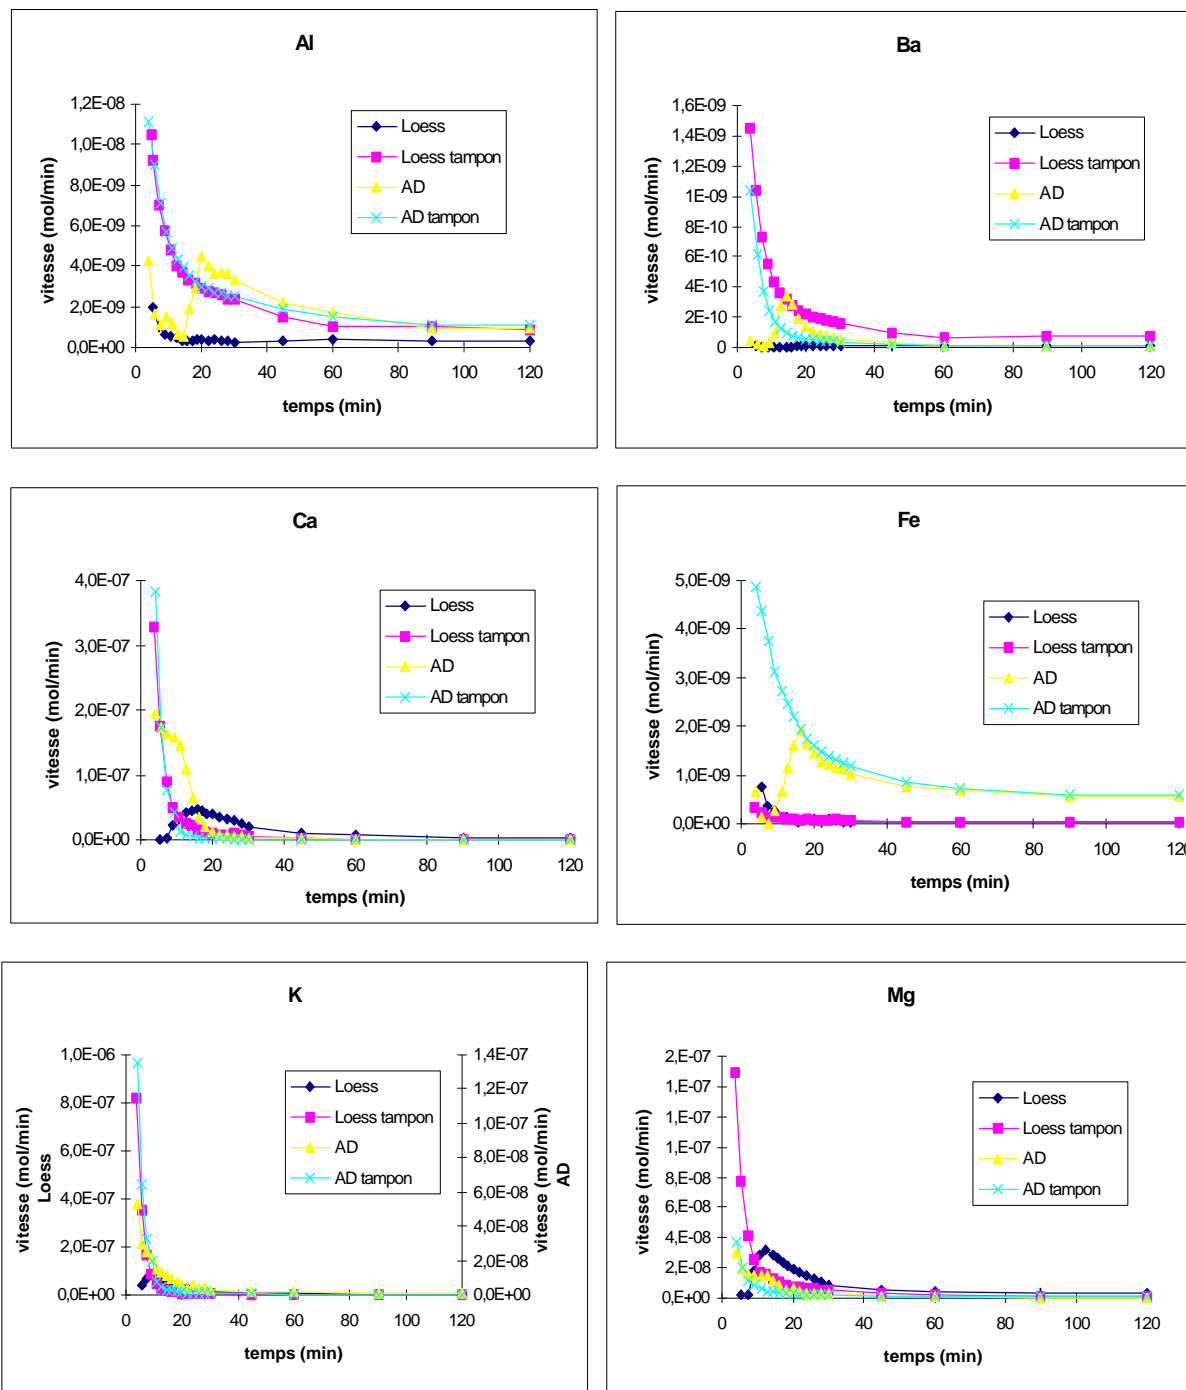 Al
1,2E-08
1,0E-08
8,0E-09
6,0E-09
4,0E-09
2,0E-09
0,0E+00
0 20 40 60 80 100 120
vitesse (mol/min)
temps (min)
Loess
Loess tampon
AD
AD tampon
Ba
1,6E-09
1,4E-09
1,2E-09
1E-09
8E-10
6E-10
4E-10
2E-10
0
0 20 40 60 80 100 120
vitesse (mol/min)
temps (min)
Loess
Loess tampon
AD
AD tampon
Ca
4,0E-07
3,0E-07
2,0E-07
1,0E-07
0,0E+00
0 20 40 60 80 100 120
vitesse (mol/min)
temps (min)
Loess
Loess tampon
AD
AD tampon
Fe
5,0E-09
4,0E-09
3,0E-09
2,0E-09
1,0E-09
0,0E+00
0 20 40 60 80 100 120
vitesse (mol/min)
temps (min)
Loess
Loess tampon
AD
AD tampon
K
1,0E-06
8,0E-07
6,0E-07
4,0E-07
2,0E-07
0,0E+00
0 20 40 60 80 100 120
vitesse (mol/min)
Loess
temps (min)
1,4E-07
1,2E-07
1,0E-07
8,0E-08
6,0E-08
4,0E-08
2,0E-08
0,0E+00
vitesse (mol/min)
AD
Loess
Loess tampon
AD
AD tampon
Mg
2,E-07
1,E-07
1,E-07
1,E-07
8,E-08
6,E-08
4,E-08
2,E-08
0,E+00
0 20 40 60 80 100 120
vitesse (mol/min)
temps (min)
Loess
Loess tampon
AD
AD tampon